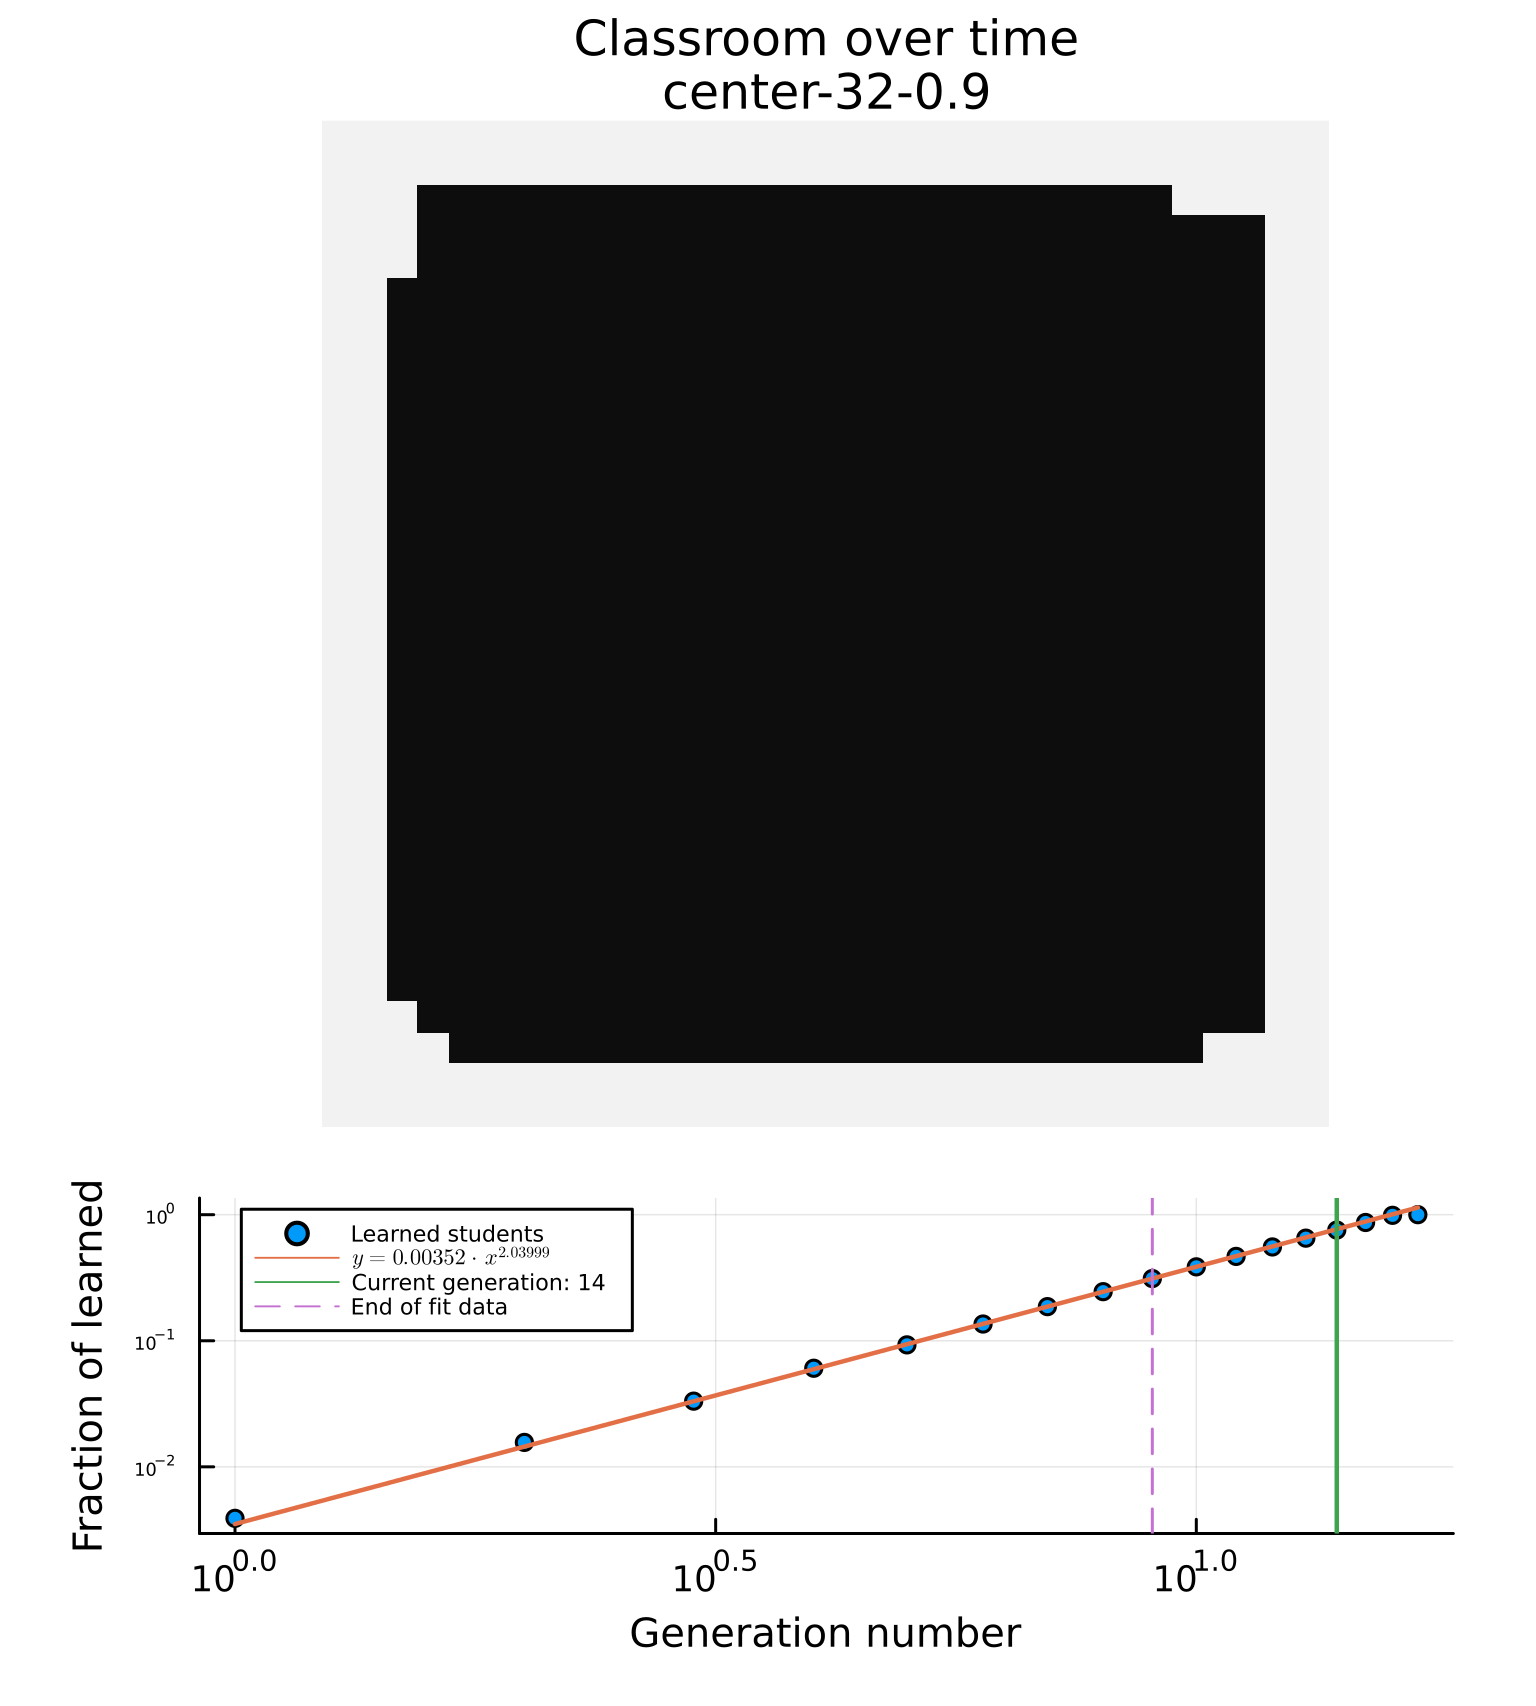 Classroom over time
center-32-0.9
Fraction of learned
10⁰
10⁻¹
10⁻²
Learned students
y = 0.00352 · x^2.03999
Current generation: 14
End of fit data
10^0.0
10^0.5
10^1.0
Generation number